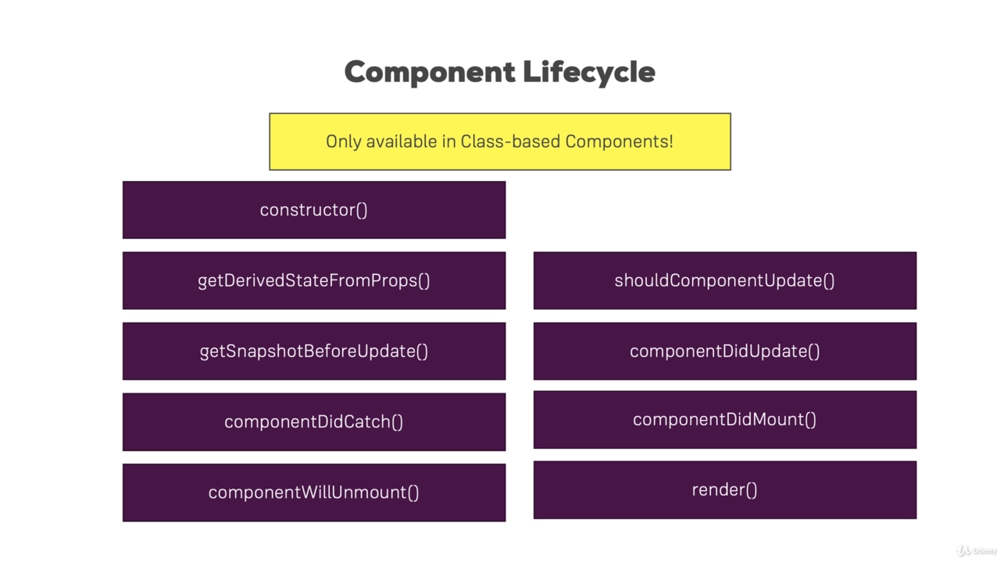 Component Lifecycle
Only available in Class-based Components!
constructor()
getDerivedStateFromProps()
shouldComponentUpdate()
getSnapshotBeforeUpdate()
componentDidUpdate()
componentDidCatch()
componentDidMount()
componentWillUnmount()
render()
Udemy